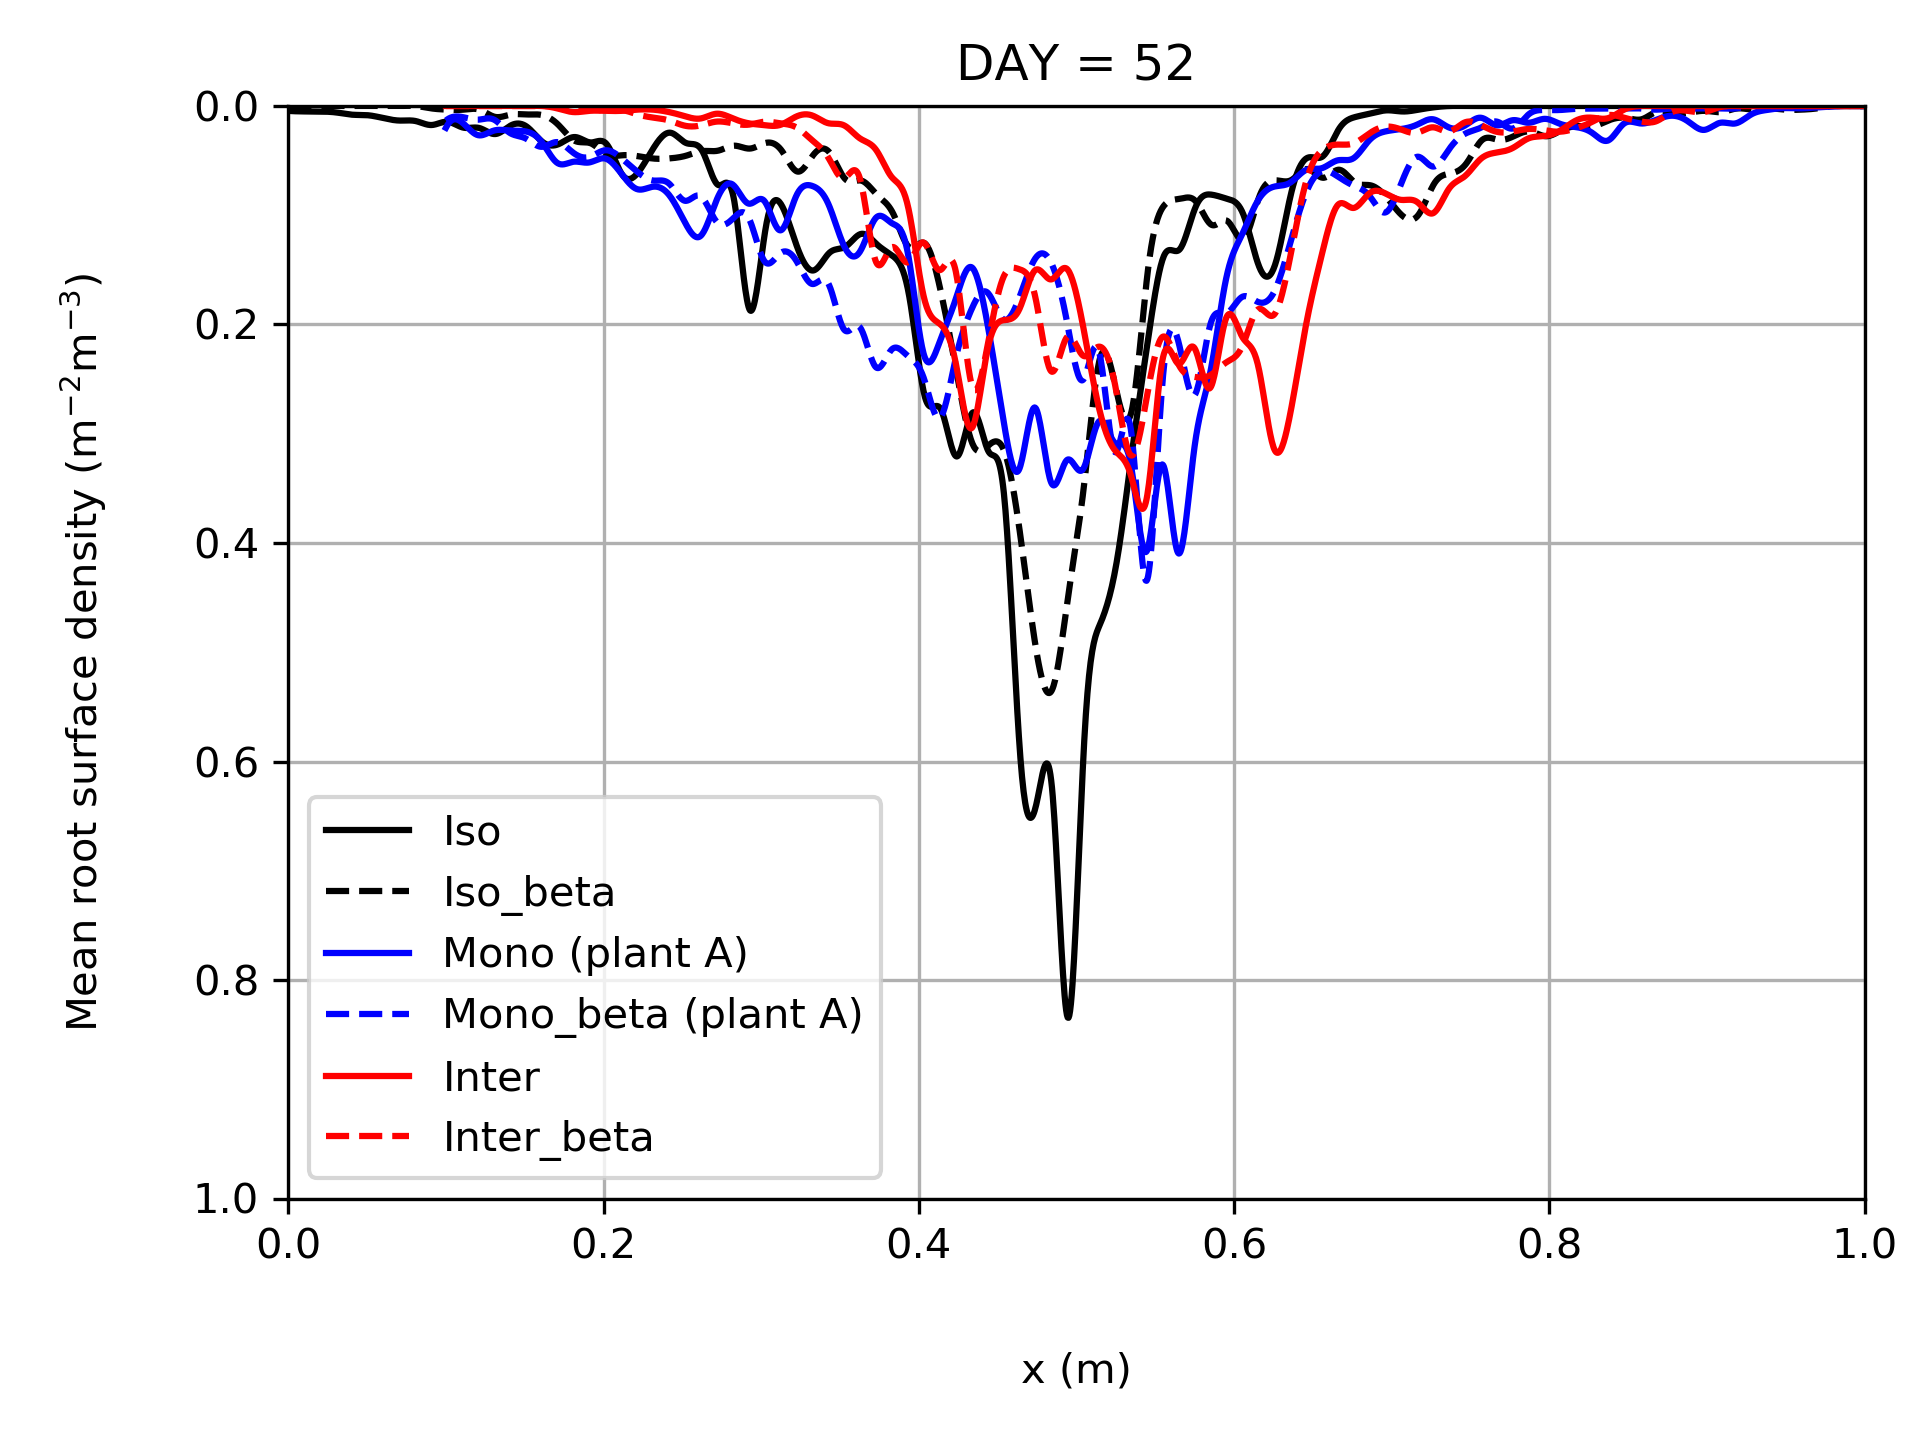 DAY = 52
Mean root surface density (m⁻²m⁻³)
0.0
0.2
0.4
0.6
0.8
1.0
Iso
Iso_beta
Mono (plant A)
Mono_beta (plant A)
Inter
Inter_beta
0.0 0.2 0.4 0.6 0.8 1.0
x (m)